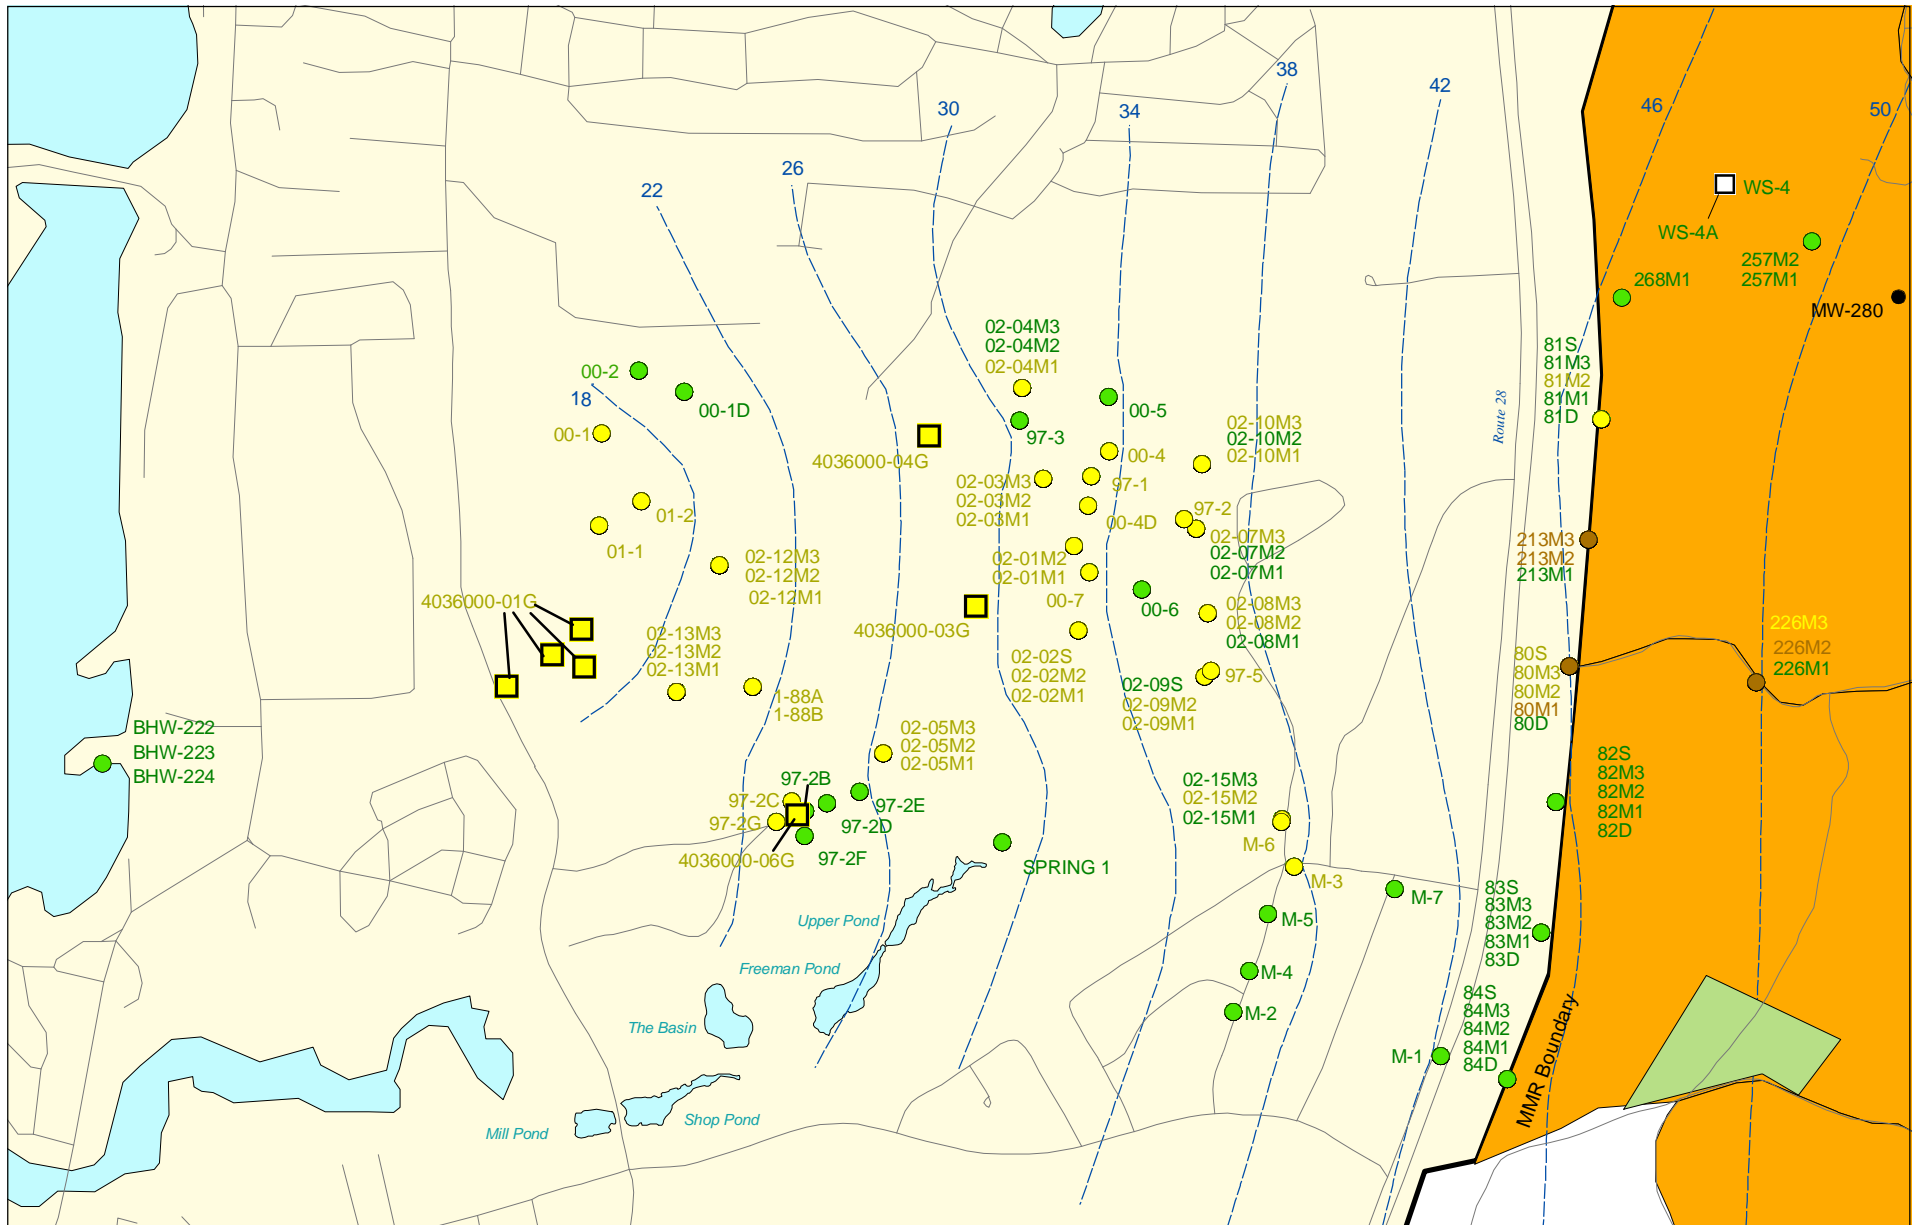 38
42
46
50
30
34
26
22
WS-4
WS-4A
257M2
257M1
268M1
MW-280
02-04M3
02-04M2
02-04M1
81S
81M3
81M2
81M1
81D
00-2
18
00-1D
00-5
Route 28
00-1
97-3
02-10M3
02-10M2
02-10M1
4036000-04G
00-4
02-03M3
02-03M2
02-03M1
97-1
97-2
01-2
00-4D
02-07M3
02-07M2
02-07M1
01-1
02-12M3
02-12M2
02-12M1
02-01M2
02-01M1
213M3
213M2
213M1
4036000-01G
00-7
00-6
02-08M3
02-08M2
02-08M1
4036000-03G
226M3
226M2
226M1
02-13M3
02-13M2
02-13M1
02-02S
02-02M2
02-02M1
97-5
80S
80M3
80M2
80M1
80D
1-88A
1-88B
02-09S
02-09M2
02-09M1
BHW-222
BHW-223
BHW-224
02-05M3
02-05M2
02-05M1
82S
82M3
82M2
82M1
82D
97-2B
97-2C
97-2E
97-2G
97-2D
02-15M3
02-15M2
02-15M1
4036000-06G
97-2F
M-6
SPRING 1
M-3
M-7
83S
83M3
83M2
83M1
83D
Upper Pond
M-5
Freeman Pond
M-4
The Basin
M-2
84S
84M3
84M2
84M1
84D
M-1
MMR Boundary
Shop Pond
Mill Pond